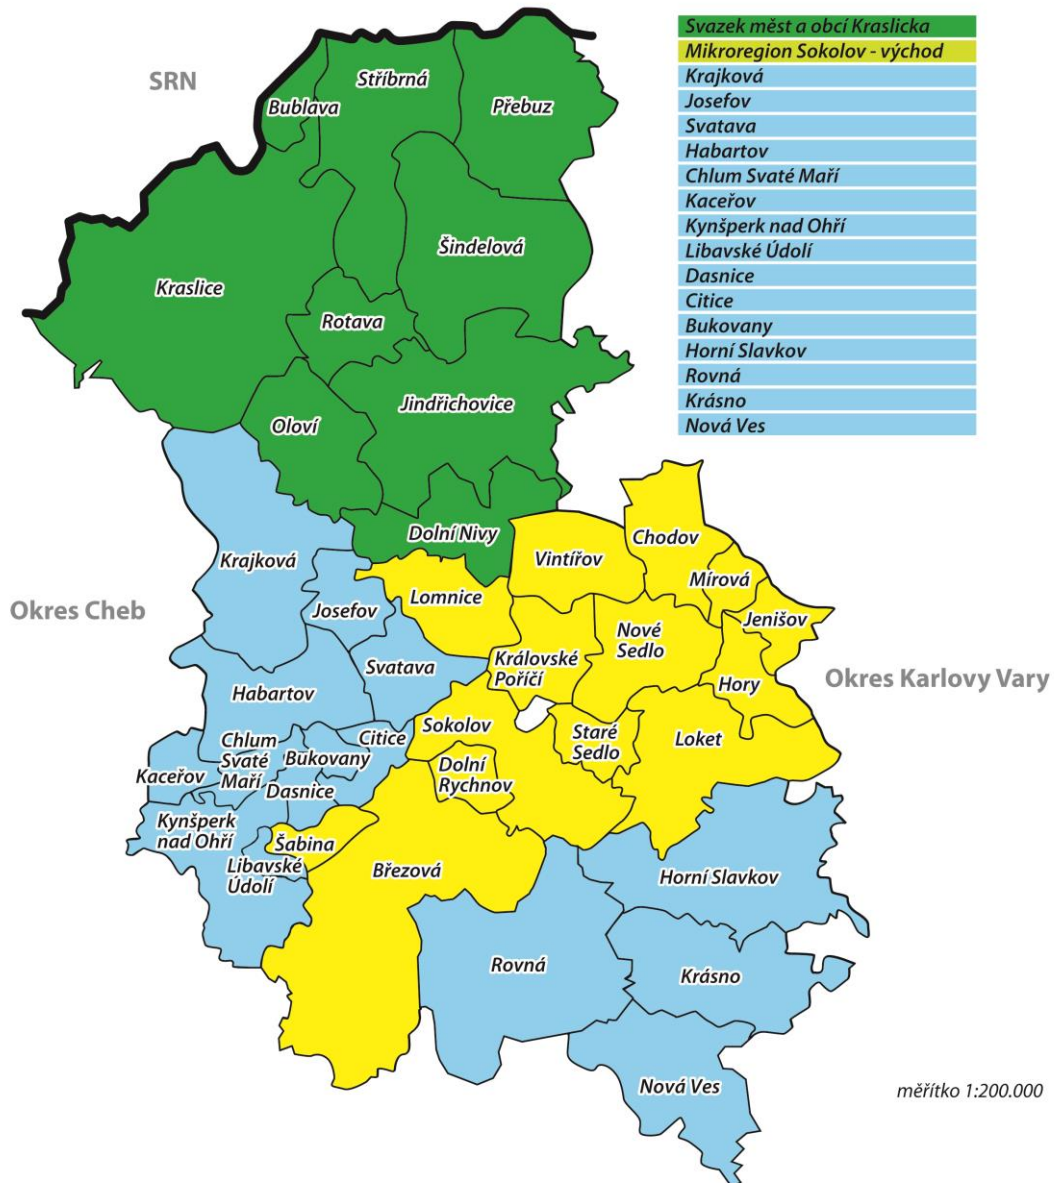 Svazek měst a obcí Kraslicka
Mikroregion Sokolov - východ
Krajková
Josefov
Svatava
Habartov
Chlum Svaté Maří
Kaceřov
Kynšperk nad Ohří
Libavské Údolí
Dasnice
Citice
Bukovany
Horní Slavkov
Rovná
Krásno
Nová Ves
SRN
Stříbrná
Bublava
Přebuz
Šindelová
Kraslice
Rotava
Jindřichovice
Oloví
Dolní Nivy
Chodov
Vintířov
Krajková
Mírová
Lomnice
Okres Cheb
Josefov
Jenišov
Nové
Sedlo
Svatava
Královské
Poříčí
Okres Karlovy Vary
Hory
Habartov
Sokolov
Staré
Sedlo
Loket
Citice
Chlum
Svaté
Maří
Bukovany
Dolní
Rychnov
Kaceřov
Dasnice
Kynšperk
nad Ohří
Šabina
Libavské
Údolí
Březová
Horní Slavkov
Rovná
Krásno
Nová Ves
měřítko 1:200.000